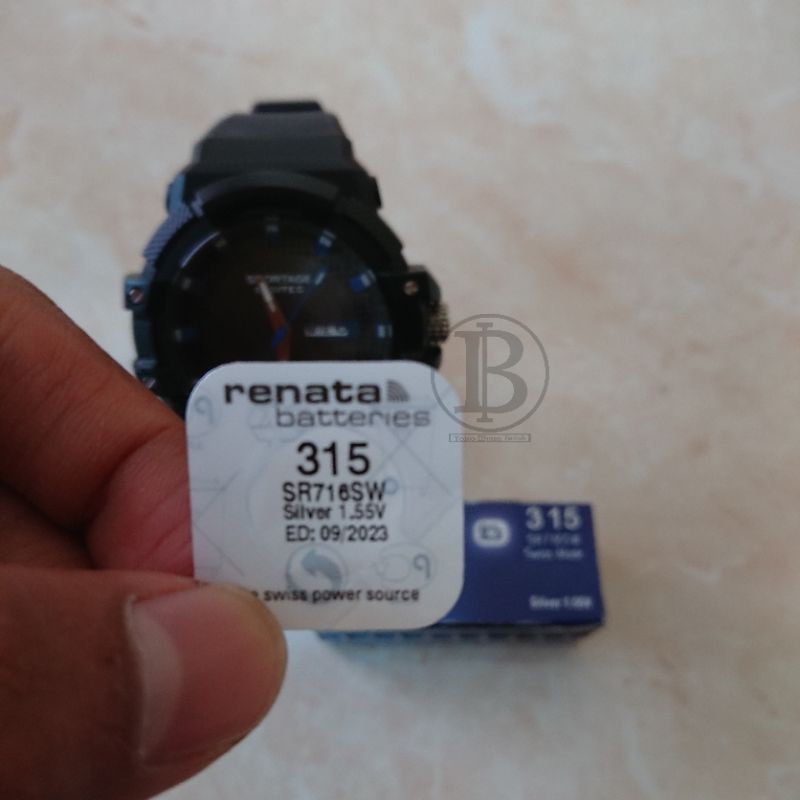 renata
batteries
315
SR716SW
Silver 1.55V
ED: 09/2023
swiss power source
315
Silver 1.55V
B